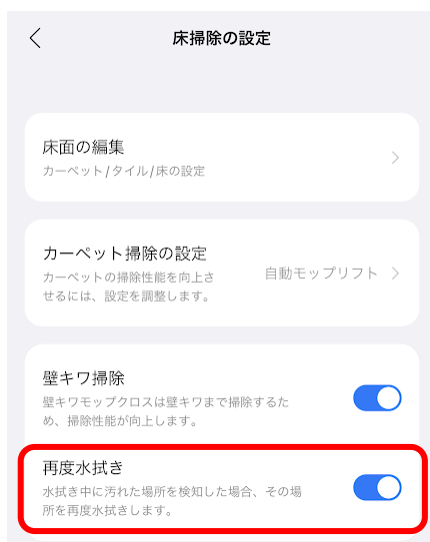 床掃除の設定
床面の編集
カーペット/タイル/床の設定
カーペット掃除の設定
カーペットの掃除性能を向上さ
せるには、設定を調整します。
自動モップリフト
壁キワ掃除
壁キワモップクロスは壁キワまで掃除するた
め、掃除性能が向上します。
再度水拭き
水拭き中に汚れた場所を検知した場合、その場
所を再度水拭きします。